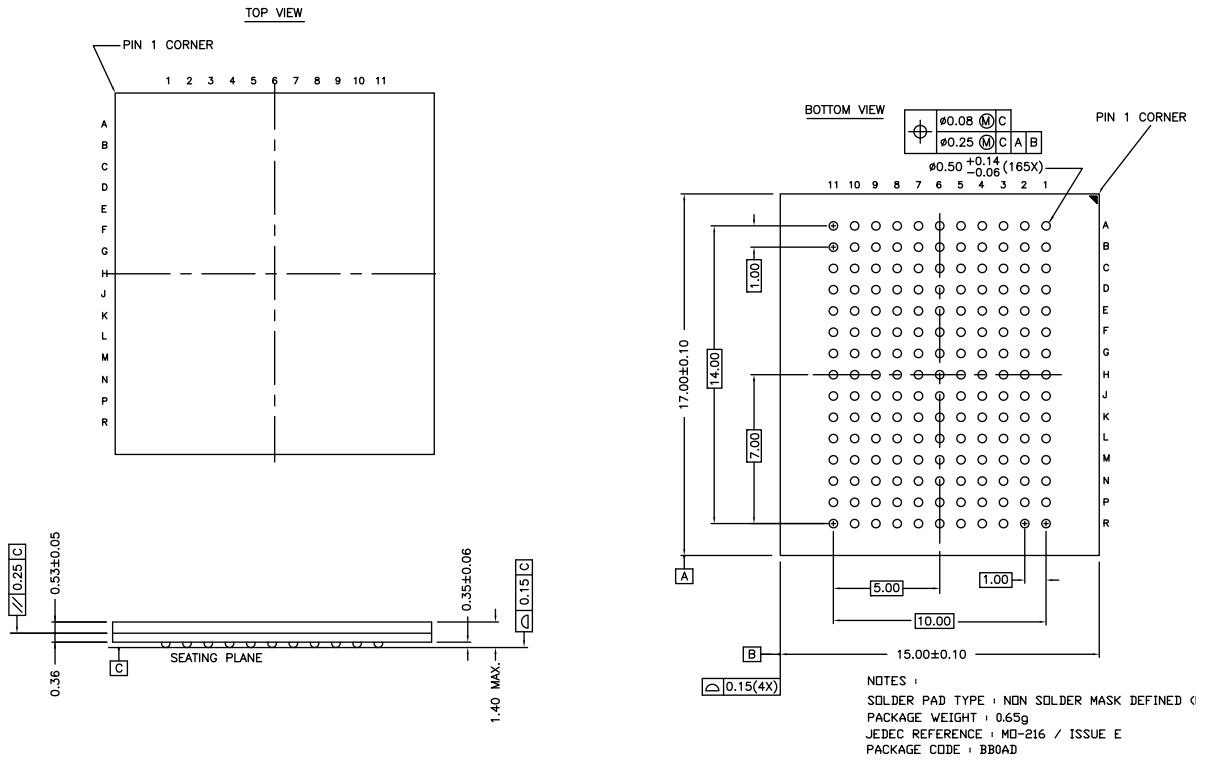 TOP VIEW
PIN 1 CORNER
1 2 3 4 5 6 7 8 9 10 11
A
B
C
D
E
F
G
H
J
K
L
M
N
P
R
BOTTOM VIEW
ø0.08 Ⓜ C
ø0.25 Ⓜ C A B
ø0.50 +0.14 -0.06 (165X)
PIN 1 CORNER
11 10 9 8 7 6 5 4 3 2 1
A
B
C
D
E
F
G
H
J
K
L
M
N
P
R
1.00
14.00
17.00±0.10
7.00
A
5.00
1.00
10.00
B
15.00±0.10
0.15(4X)
// 0.25 C
0.53±0.05
0.36
C
SEATING PLANE
0.35±0.06
0.15 C
1.40 MAX.
NOTES :
SOLDER PAD TYPE : NON SOLDER MASK DEFINED (
PACKAGE WEIGHT : 0.65g
JEDEC REFERENCE : MO-216 / ISSUE E
PACKAGE CODE : BB0AD